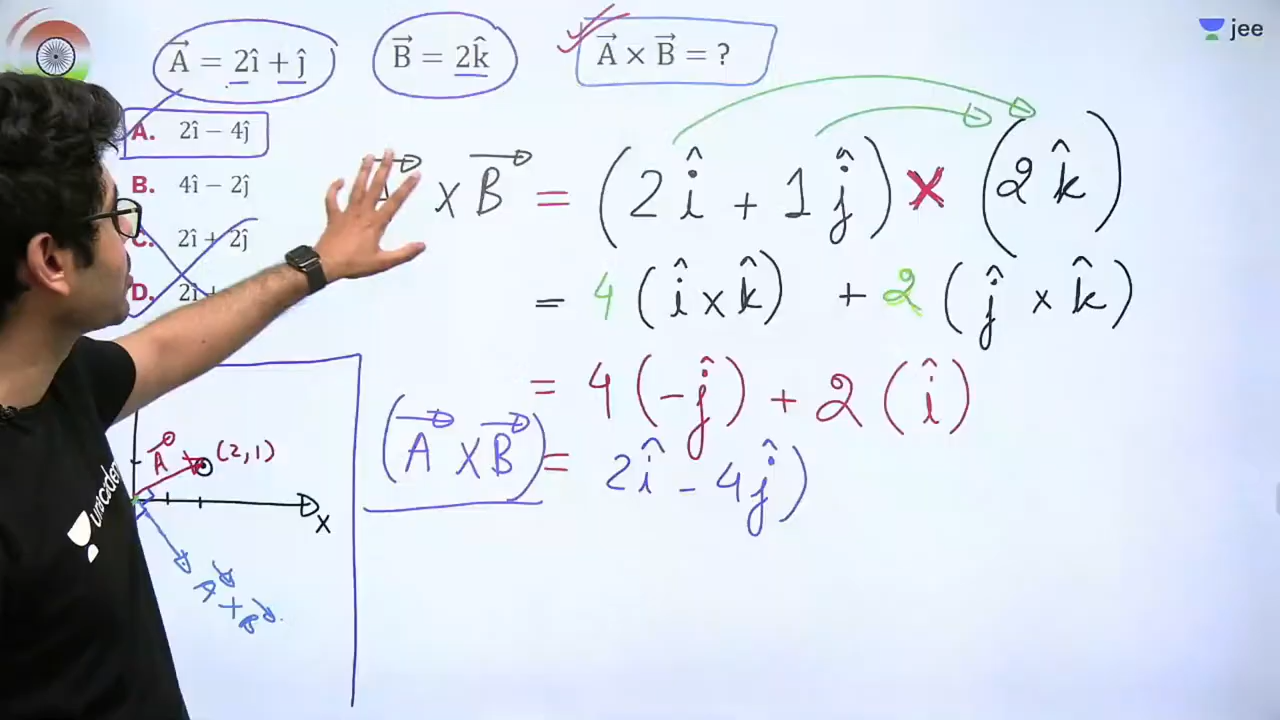 A⃗ = 2î + ĵ
B⃗ = 2k̂
A⃗ × B⃗ = ?
jee
A. 2î − 4ĵ
B. 4î − 2ĵ
C. 2î + 2ĵ
D. 2î +
× B⃗ = (2î + 1ĵ) × (2k̂)
= 4(î × k̂) + 2(ĵ × k̂)
= 4(-ĵ) + 2(î)
(A⃗ × B⃗) = 2î - 4ĵ)
A⃗ (2,1)
X
A⃗ × B⃗
unacadem